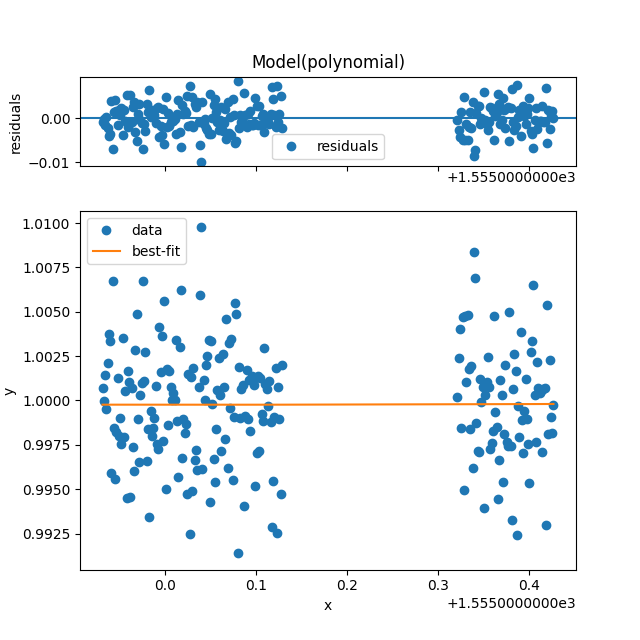 Model(polynomial)
residuals
0.00
−0.01
residuals
+1.5550000000e3
y
1.0100
1.0075
1.0050
1.0025
1.0000
0.9975
0.9950
0.9925
data
best-fit
0.0
0.1
0.2
0.3
0.4
x
+1.5550000000e3